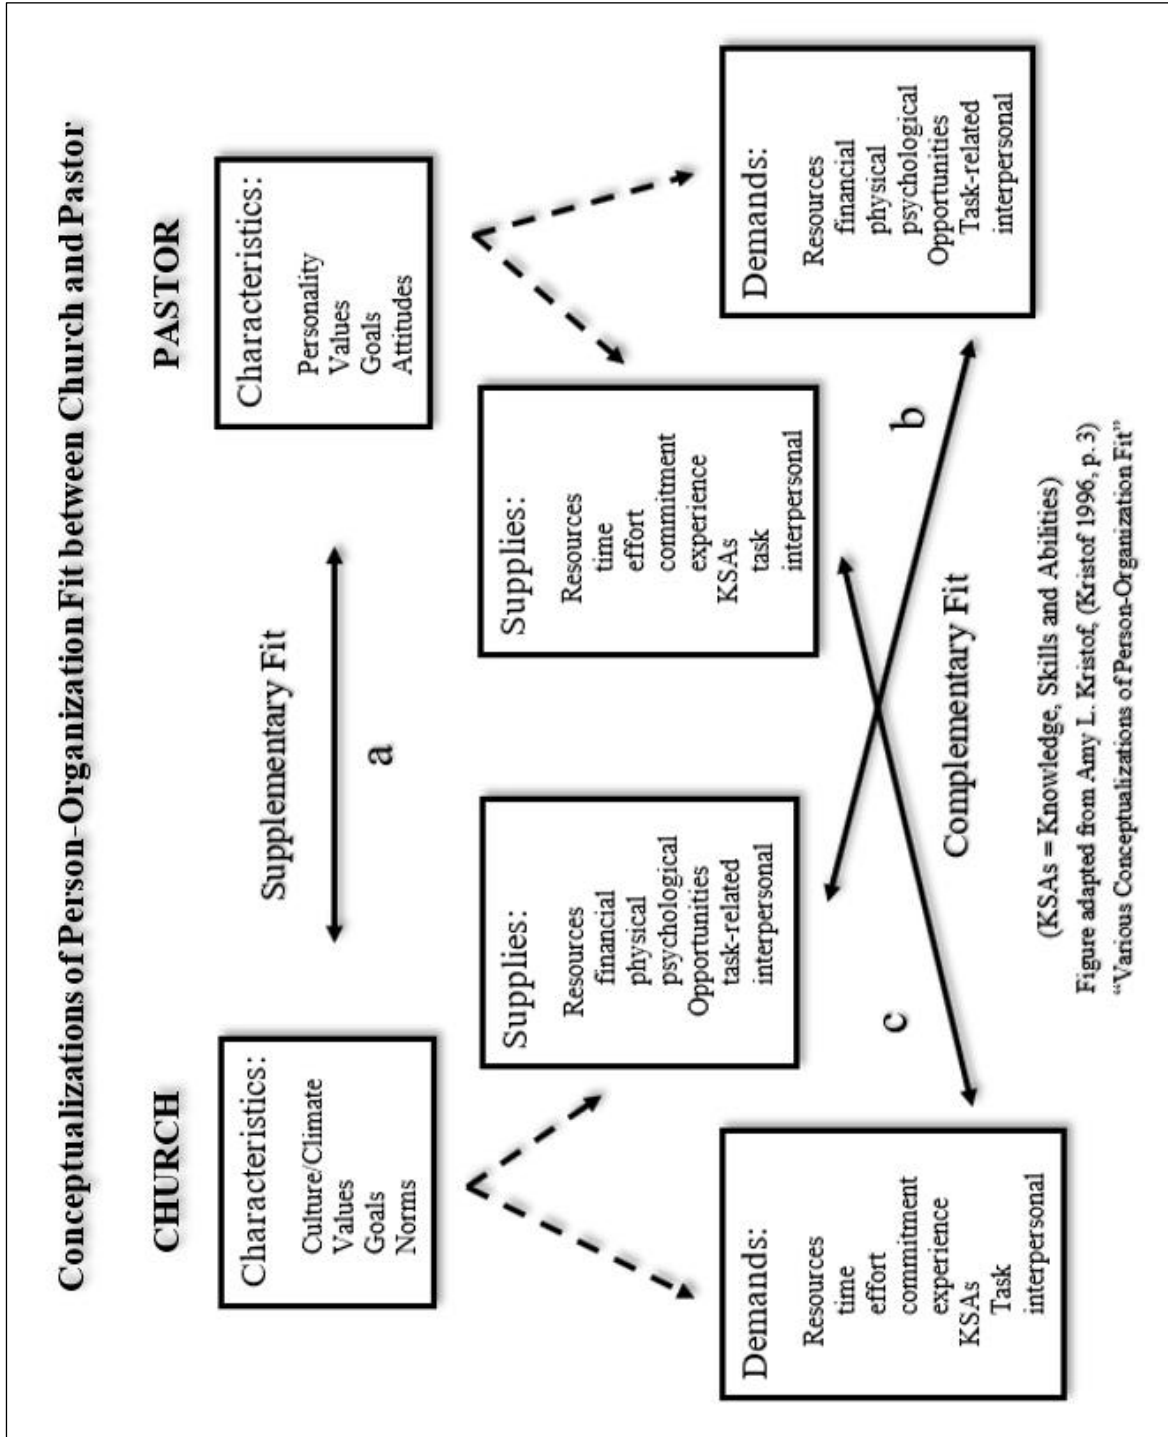 Conceptualizations of Person-Organization Fit between Church and Pastor
CHURCH
PASTOR
Characteristics:
Culture/Climate
Values
Goals
Norms
Supplementary Fit
a
Characteristics:
Personality
Values
Goals
Attitudes
Supplies:
Resources
financial
physical
psychological
Opportunities
task-related
interpersonal
Supplies:
Resources
time
effort
commitment
experience
KSAs
task
interpersonal
Demands:
Resources
time
effort
commitment
experience
KSAs
Task
interpersonal
c
b
Complementary Fit
Demands:
Resources
financial
physical
psychological
Opportunities
Task-related
interpersonal
(KSAs = Knowledge, Skills and Abilities)
Figure adapted from Amy L. Kristof, (Kristof 1996, p. 3)
“Various Conceptualizations of Person-Organization Fit”